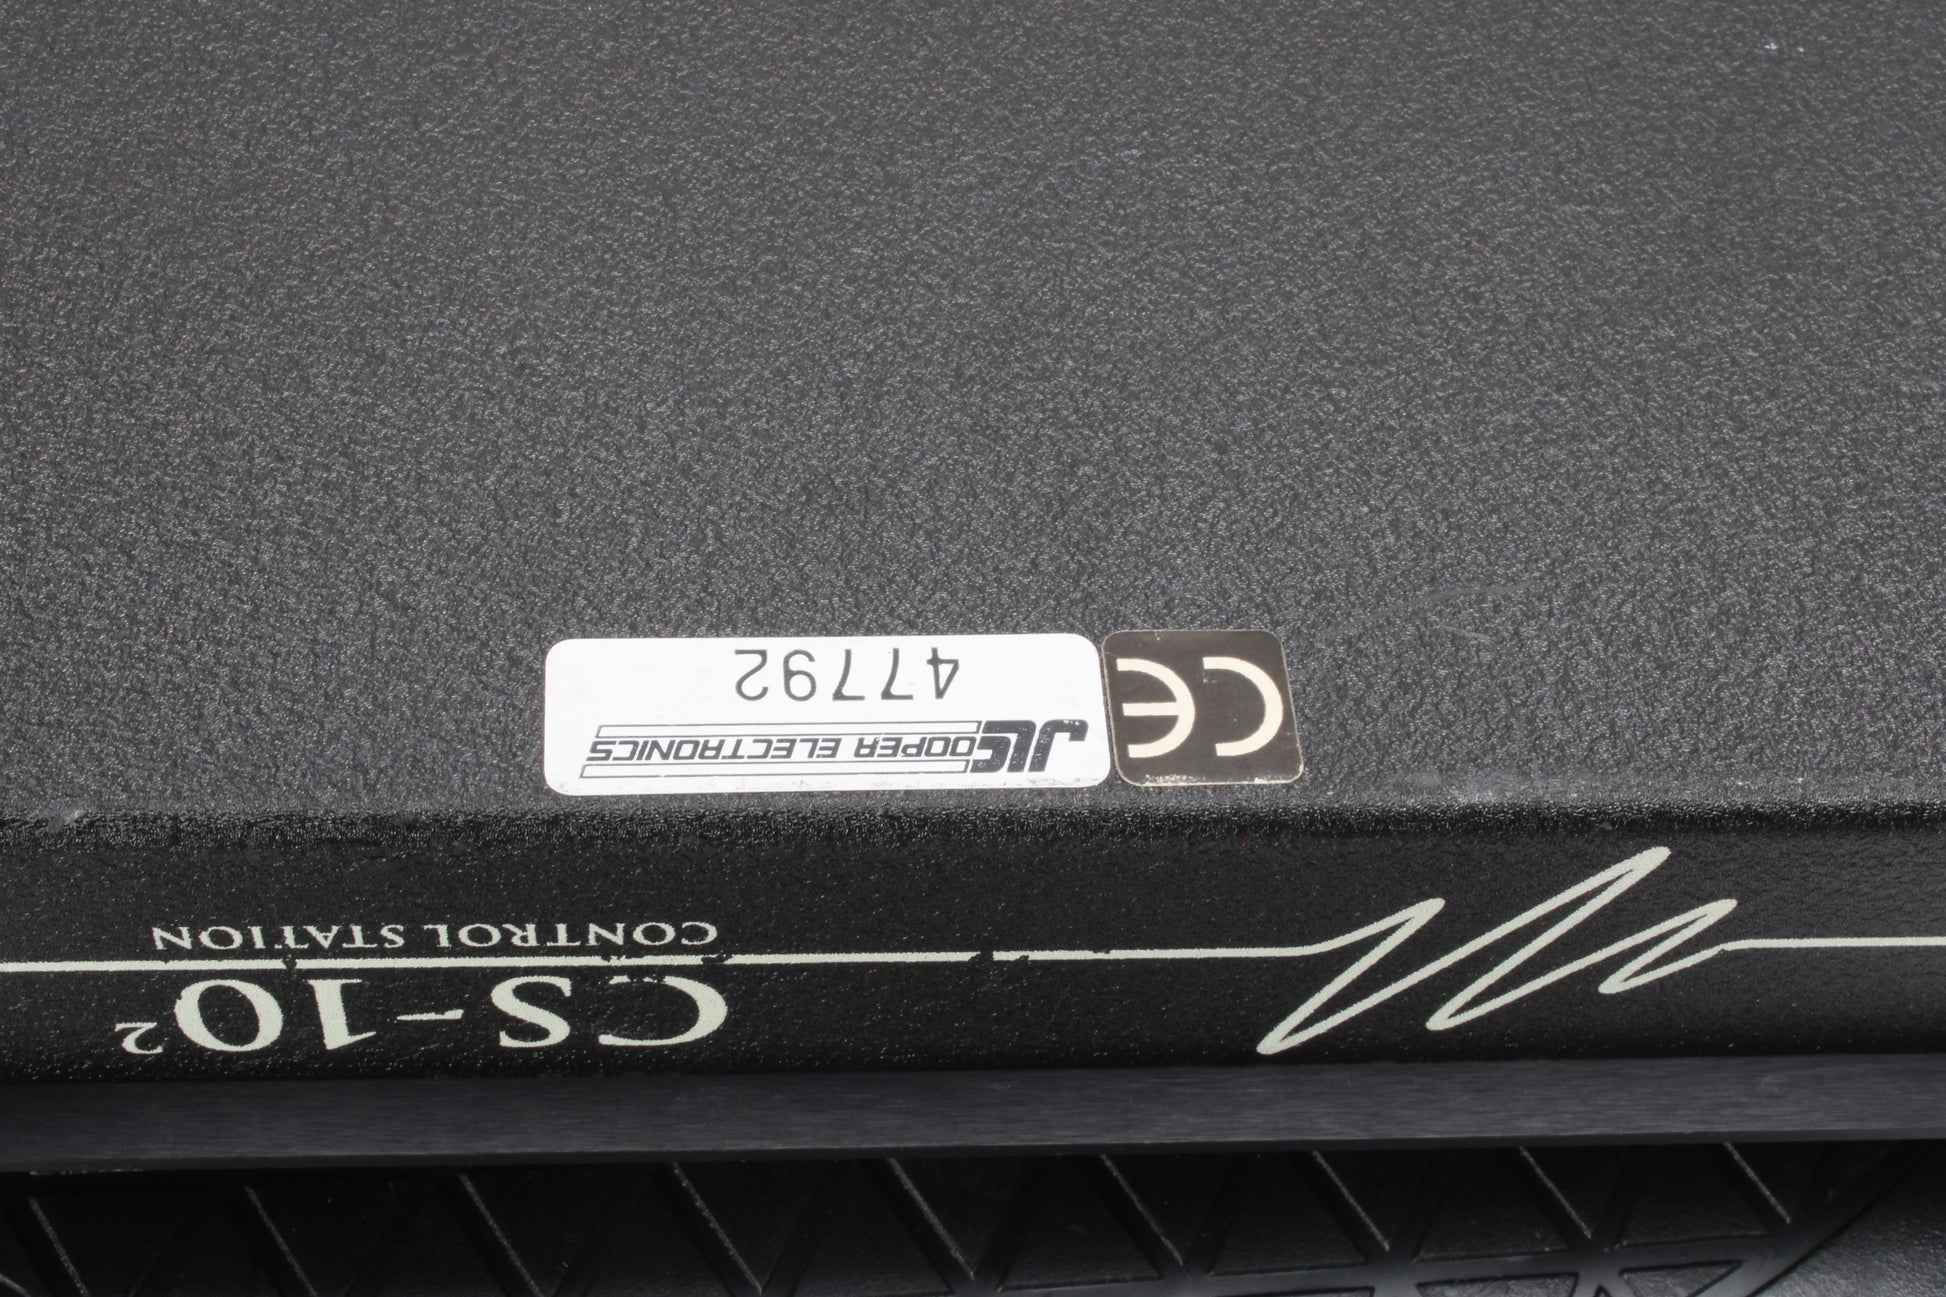 CS-10²
CONTROL STATION
CE
JLCOOPER ELECTRONICS
47792